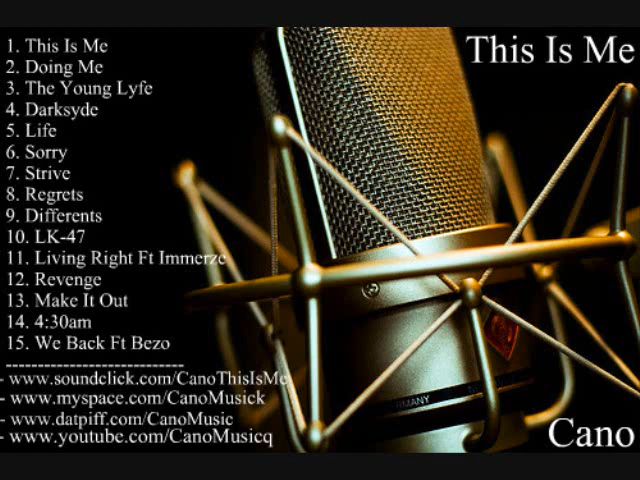 This Is Me
1. This Is Me
2. Doing Me
3. The Young Lyfe
4. Darksyde
5. Life
6. Sorry
7. Strive
8. Regrets
9. Differents
10. LK-47
11. Living Right Ft Immerze
12. Revenge
13. Make It Out
14. 4:30am
15. We Back Ft Bezo
---------------------------
- www.soundclick.com/CanoThisIsMe
- www.myspace.com/CanoMusick
- www.datpiff.com/CanoMusic
- www.youtube.com/CanoMusicq
GERMANY
Cano